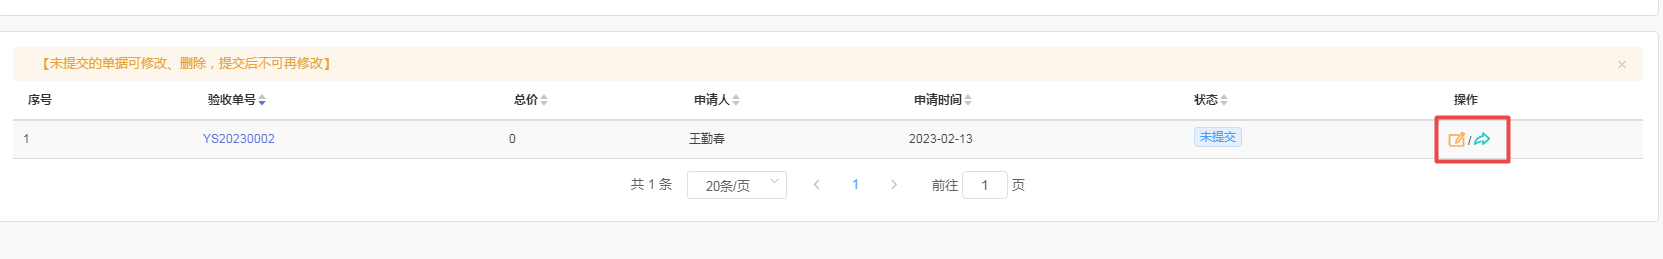 【未提交的单据可修改、删除，提交后不可再修改】
序号 验收单号 总价 申请人 申请时间 状态 操作
1 YS20230002 0 王勤春 2023-02-13 未提交 /
共 1 条 20条/页 1 前往 1 页